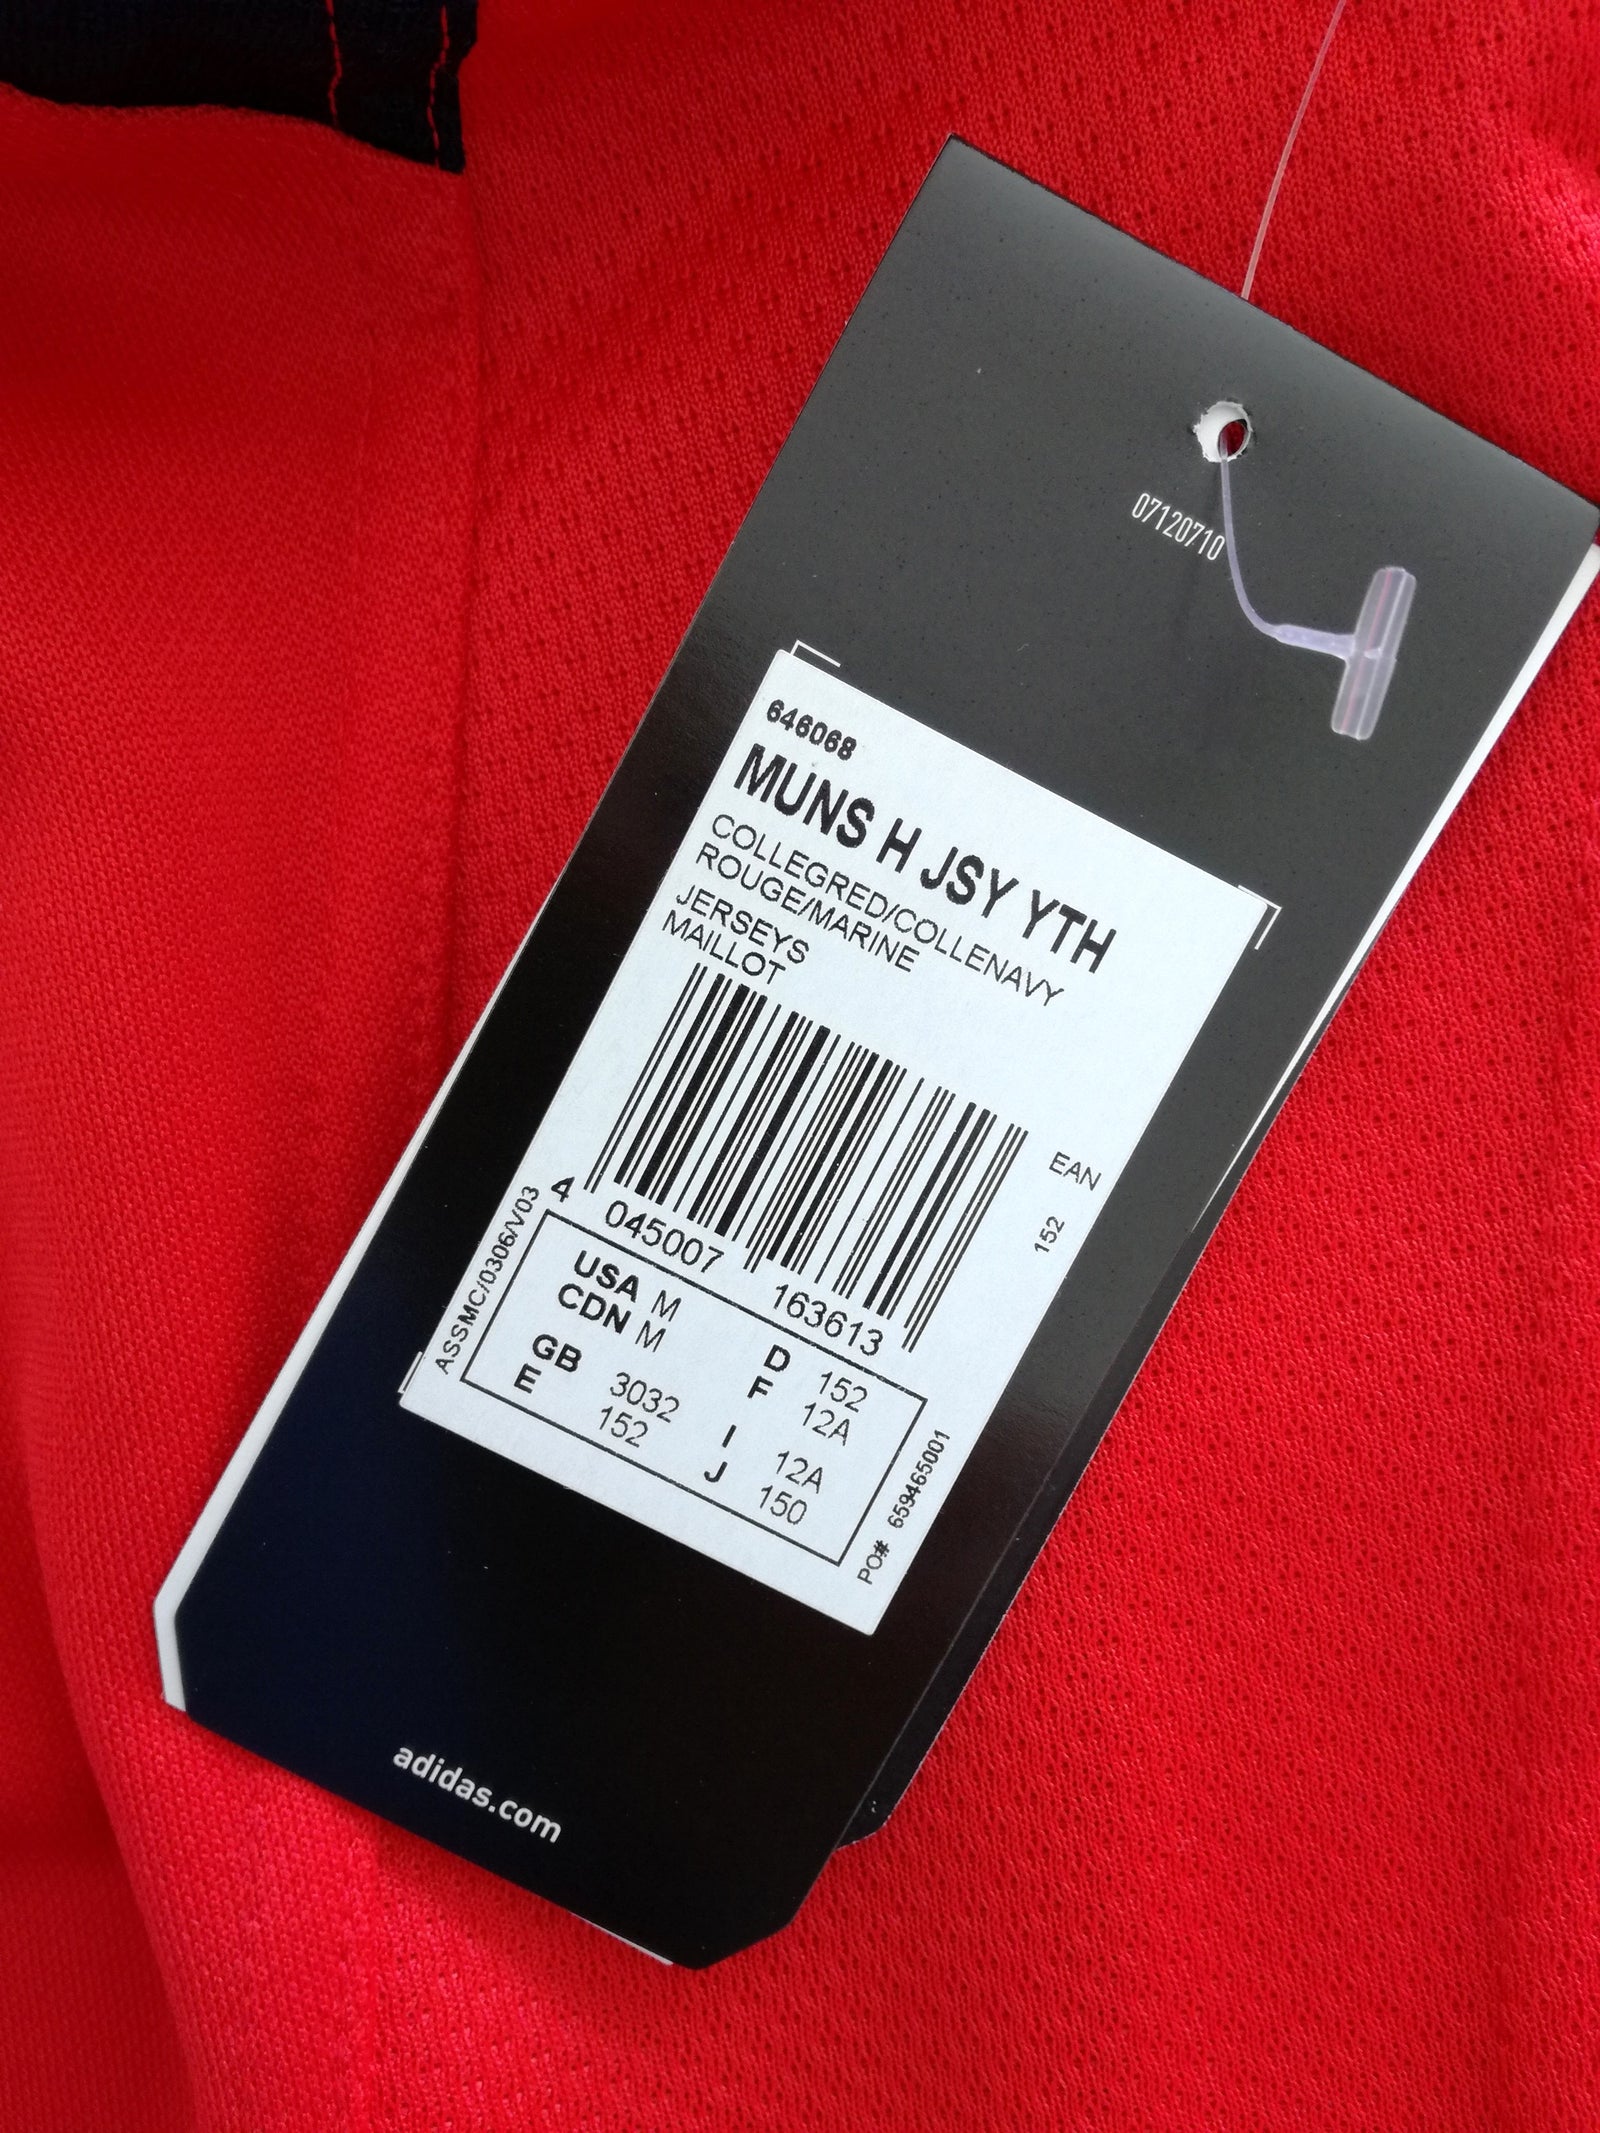 07120710
646068
MUNS H JSY YTH
COLLEGRED/COLLENAVY
ROUGE/MARINE
JERSEYS
MAILLOT
EAN
152
4 045007 163613
ASSMC/0306/V03
USA M
CDN M
GB 3032
E 152
D 152
F 12A
I 12A
J 150
PO# 659465001
adidas.com